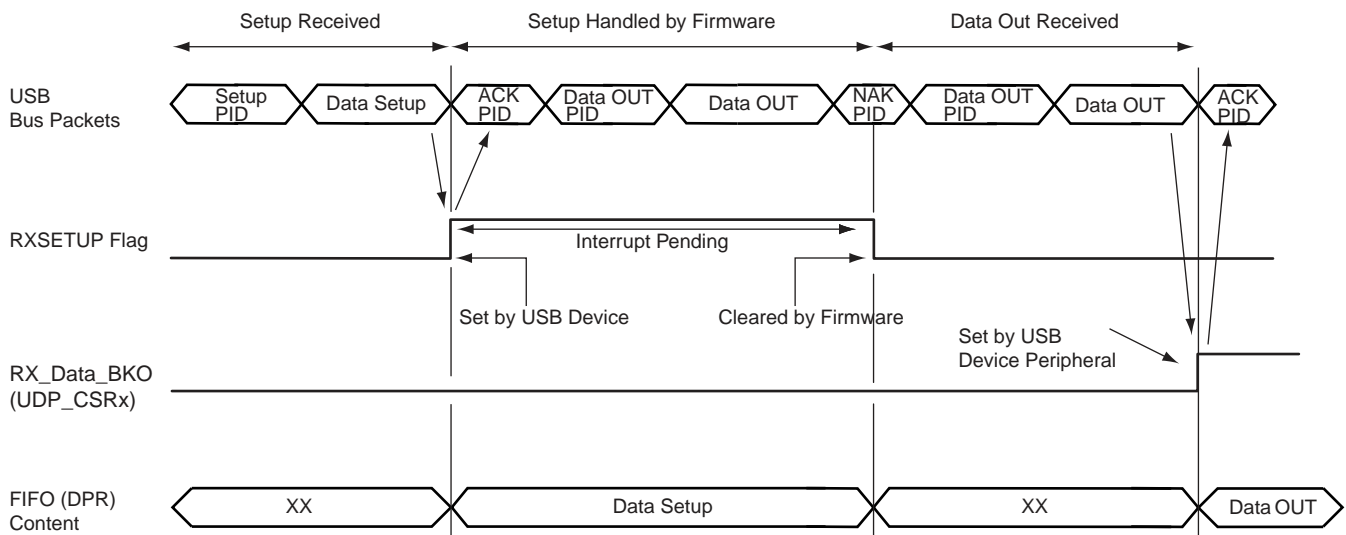 Setup Received
Setup Handled by Firmware
Data Out Received
USB
Bus Packets
Setup
PID
Data Setup
ACK
PID
Data OUT
PID
Data OUT
NAK
PID
Data OUT
PID
Data OUT
ACK
PID
RXSETUP Flag
Interrupt Pending
Set by USB Device
Cleared by Firmware
Set by USB
Device Peripheral
RX_Data_BKO
(UDP_CSRx)
FIFO (DPR)
Content
XX
Data Setup
XX
Data OUT